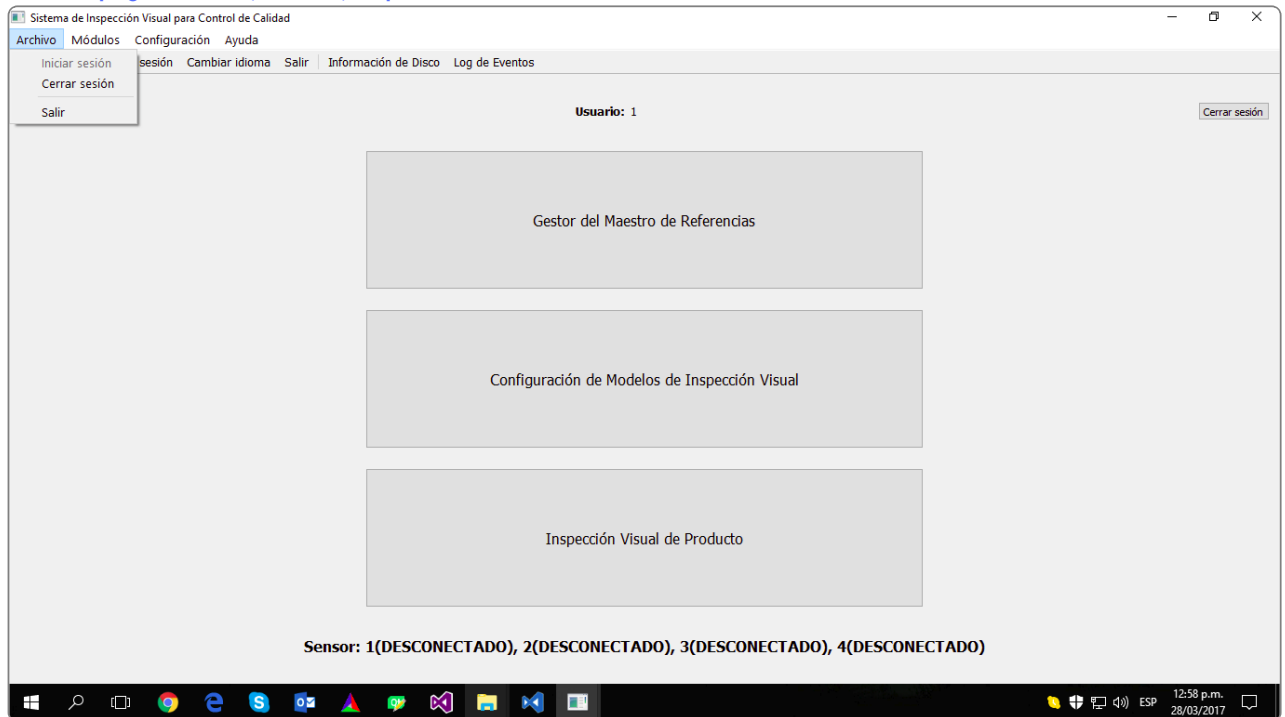 Sistema de Inspección Visual para Control de Calidad
Archivo Módulos Configuración Ayuda
Iniciar sesión
Cerrar sesión
Salir
sesión Cambiar idioma Salir Información de Disco Log de Eventos
Usuario: 1
Cerrar sesión
Gestor del Maestro de Referencias
Configuración de Modelos de Inspección Visual
Inspección Visual de Producto
Sensor: 1(DESCONECTADO), 2(DESCONECTADO), 3(DESCONECTADO), 4(DESCONECTADO)
ESP
12:58 p.m.
28/03/2017